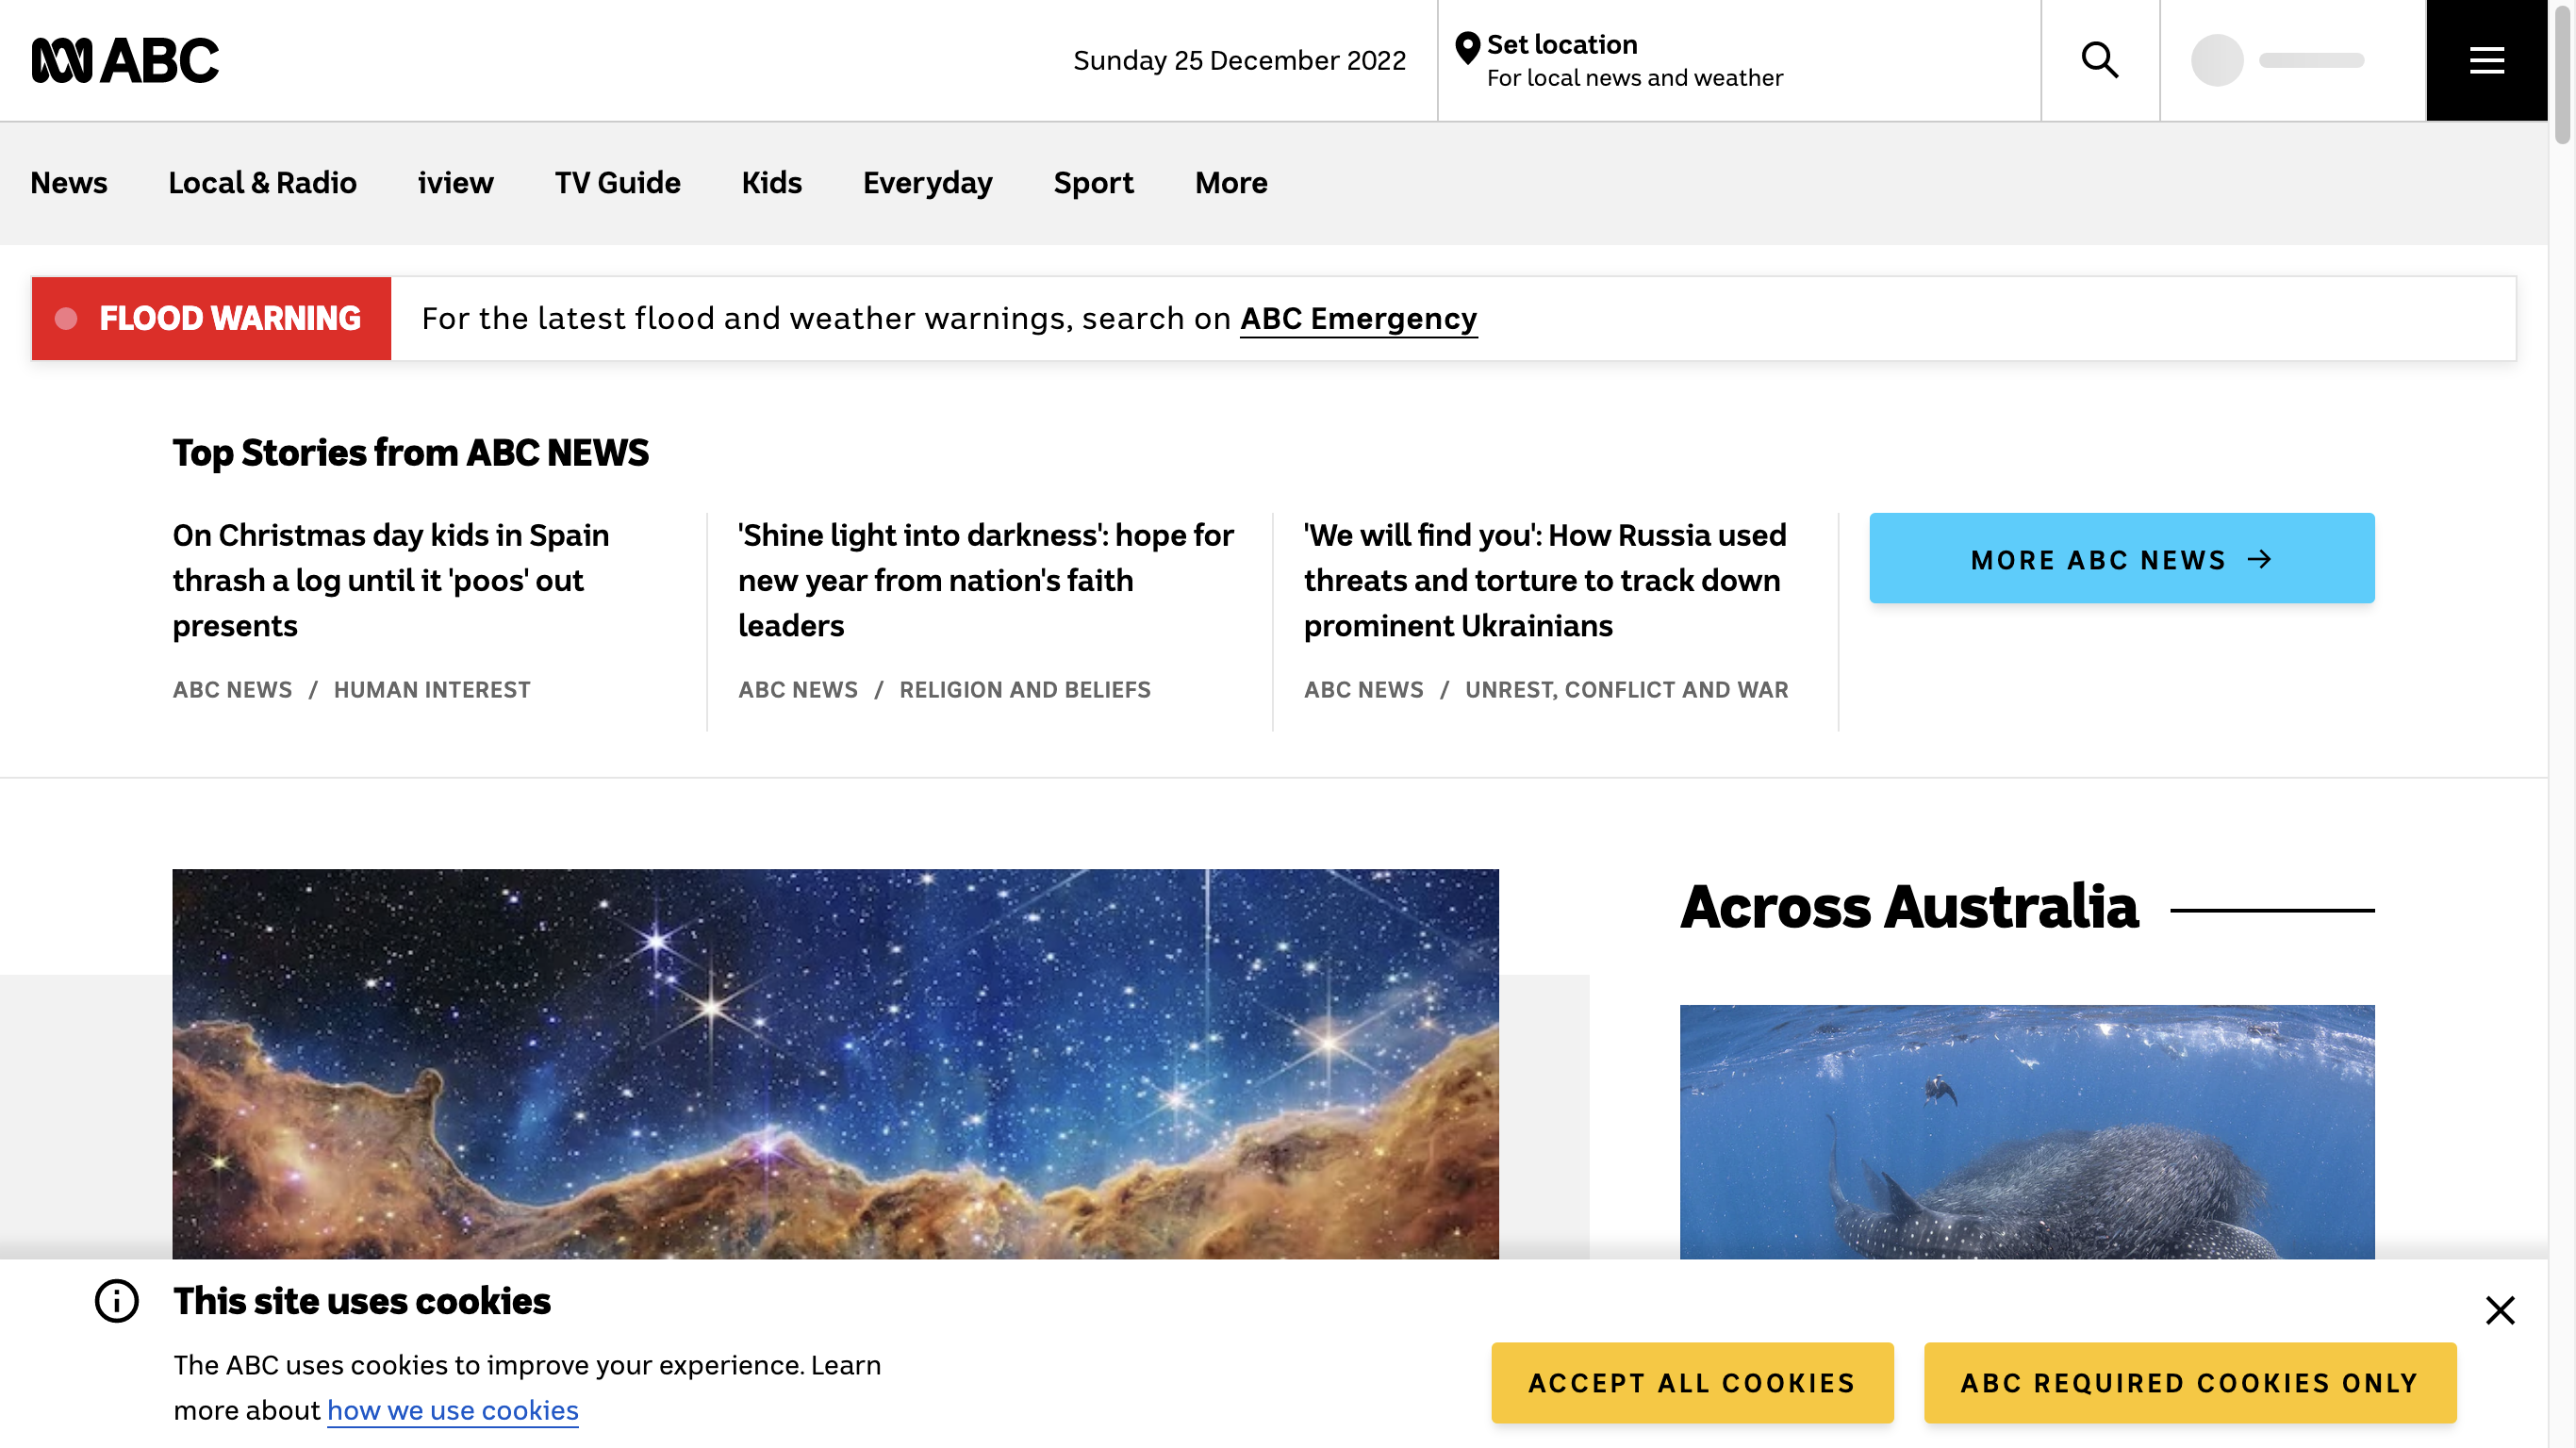 ABC
Sunday 25 December 2022
Set location
For local news and weather
News
Local & Radio
iview
TV Guide
Kids
Everyday
Sport
More
FLOOD WARNING
For the latest flood and weather warnings, search on ABC Emergency
Top Stories from ABC NEWS
On Christmas day kids in Spain
thrash a log until it 'poos' out
presents
ABC NEWS / HUMAN INTEREST
'Shine light into darkness': hope for
new year from nation's faith
leaders
ABC NEWS / RELIGION AND BELIEFS
'We will find you': How Russia used
threats and torture to track down
prominent Ukrainians
ABC NEWS / UNREST, CONFLICT AND WAR
MORE ABC NEWS →
Across Australia
This site uses cookies
The ABC uses cookies to improve your experience. Learn
more about how we use cookies
ACCEPT ALL COOKIES
ABC REQUIRED COOKIES ONLY